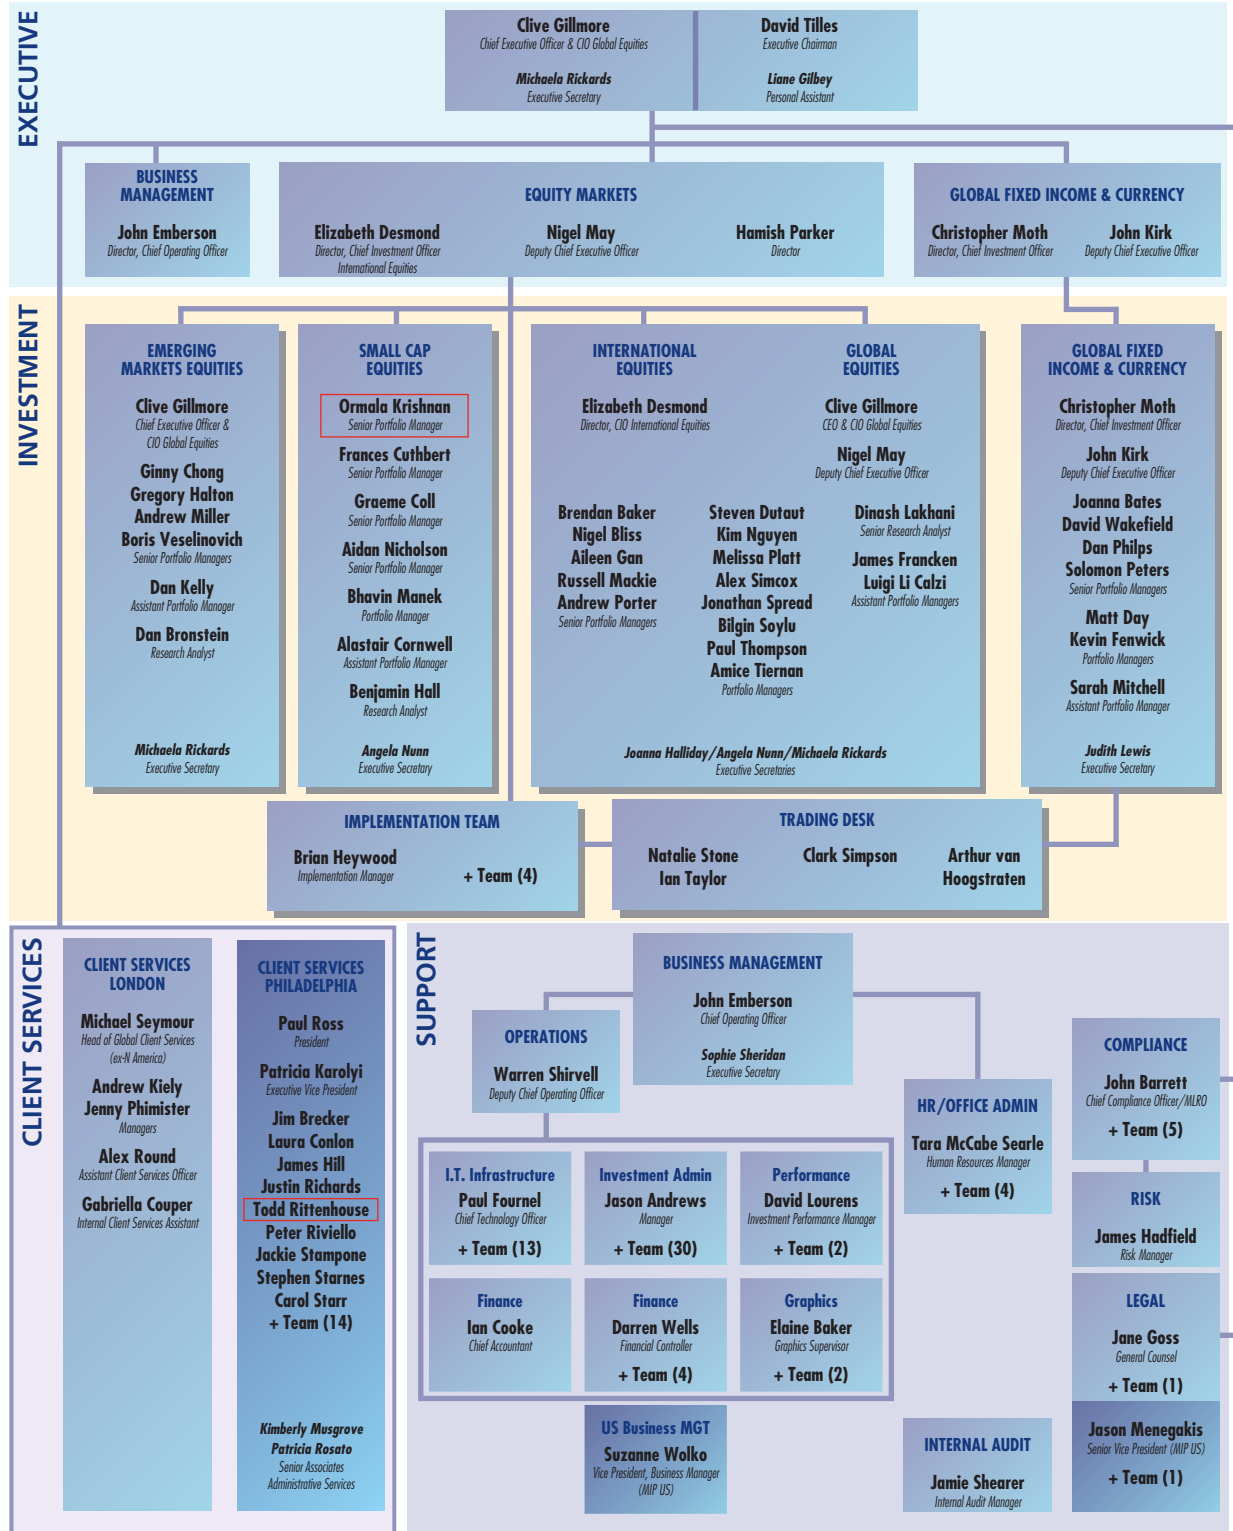 EXECUTIVE
Clive Gillmore
Chief Executive Officer & CIO Global Equities
Michaela Rickards
Executive Secretary
David Tilles
Executive Chairman
Liane Gilbey
Personal Assistant
BUSINESS
MANAGEMENT
John Emberson
Director, Chief Operating Officer
EQUITY MARKETS
Elizabeth Desmond
Director, Chief Investment Officer
International Equities
Nigel May
Deputy Chief Executive Officer
Hamish Parker
Director
GLOBAL FIXED INCOME & CURRENCY
Christopher Moth
Director, Chief Investment Officer
John Kirk
Deputy Chief Executive Officer
INVESTMENT
EMERGING
MARKETS EQUITIES
Clive Gillmore
Chief Executive Officer &
CIO Global Equities
Ginny Chong
Gregory Halton
Andrew Miller
Boris Veselinovich
Senior Portfolio Managers
Dan Kelly
Assistant Portfolio Manager
Dan Bronstein
Research Analyst
Michaela Rickards
Executive Secretary
SMALL CAP
EQUITIES
Ormala Krishnan
Senior Portfolio Manager
Frances Cuthbert
Senior Portfolio Manager
Graeme Coll
Senior Portfolio Manager
Aidan Nicholson
Senior Portfolio Manager
Bhavin Manek
Portfolio Manager
Alastair Cornwell
Assistant Portfolio Manager
Benjamin Hall
Research Analyst
Angela Nunn
Executive Secretary
INTERNATIONAL
EQUITIES
Elizabeth Desmond
Director, CIO International Equities
GLOBAL
EQUITIES
Clive Gillmore
CEO & CIO Global Equities
Nigel May
Deputy Chief Executive Officer
Brendan Baker
Nigel Bliss
Aileen Gan
Russell Mackie
Andrew Porter
Senior Portfolio Managers
Steven Dutaut
Kim Nguyen
Melissa Platt
Alex Simcox
Jonathan Spread
Bilgin Soylu
Paul Thompson
Amice Tiernan
Portfolio Managers
Dinash Lakhani
Senior Research Analyst
James Francken
Luigi Li Calzi
Assistant Portfolio Managers
Joanna Halliday/Angela Nunn/Michaela Rickards
Executive Secretaries
GLOBAL FIXED
INCOME & CURRENCY
Christopher Moth
Director, Chief Investment Officer
John Kirk
Deputy Chief Executive Officer
Joanna Bates
David Wakefield
Dan Philps
Solomon Peters
Senior Portfolio Managers
Matt Day
Kevin Fenwick
Portfolio Managers
Sarah Mitchell
Assistant Portfolio Manager
Judith Lewis
Executive Secretary
IMPLEMENTATION TEAM
Brian Heywood
Implementation Manager
+ Team (4)
TRADING DESK
Natalie Stone
Ian Taylor
Clark Simpson
Arthur van
Hoogstraten
CLIENT SERVICES
CLIENT SERVICES
LONDON
Michael Seymour
Head of Global Client Services
(ex-N America)
Andrew Kiely
Jenny Phimister
Managers
Alex Round
Assistant Client Services Officer
Gabriella Couper
Internal Client Services Assistant
CLIENT SERVICES
PHILADELPHIA
Paul Ross
President
Patricia Karolyi
Executive Vice President
Jim Brecker
Laura Conlon
James Hill
Justin Richards
Todd Rittenhouse
Peter Riviello
Jackie Stampone
Stephen Starnes
Carol Starr
+ Team (14)
Kimberly Musgrove
Patricia Rosato
Senior Associates
Administrative Services
SUPPORT
BUSINESS MANAGEMENT
John Emberson
Chief Operating Officer
Sophie Sheridan
Executive Secretary
OPERATIONS
Warren Shirvell
Deputy Chief Operating Officer
I.T. Infrastructure
Paul Fournel
Chief Technology Officer
+ Team (13)
Investment Admin
Jason Andrews
Manager
+ Team (30)
Performance
David Lourens
Investment Performance Manager
+ Team (2)
Finance
Ian Cooke
Chief Accountant
Finance
Darren Wells
Financial Controller
+ Team (4)
Graphics
Elaine Baker
Graphics Supervisor
+ Team (2)
US Business MGT
Suzanne Wolko
Vice President, Business Manager
(MIP US)
HR/OFFICE ADMIN
Tara McCabe Searle
Human Resources Manager
+ Team (4)
INTERNAL AUDIT
Jamie Shearer
Internal Audit Manager
COMPLIANCE
John Barrett
Chief Compliance Officer/MLRO
+ Team (5)
RISK
James Hadfield
Risk Manager
LEGAL
Jane Goss
General Counsel
+ Team (1)
Jason Menegakis
Senior Vice President (MIP US)
+ Team (1)